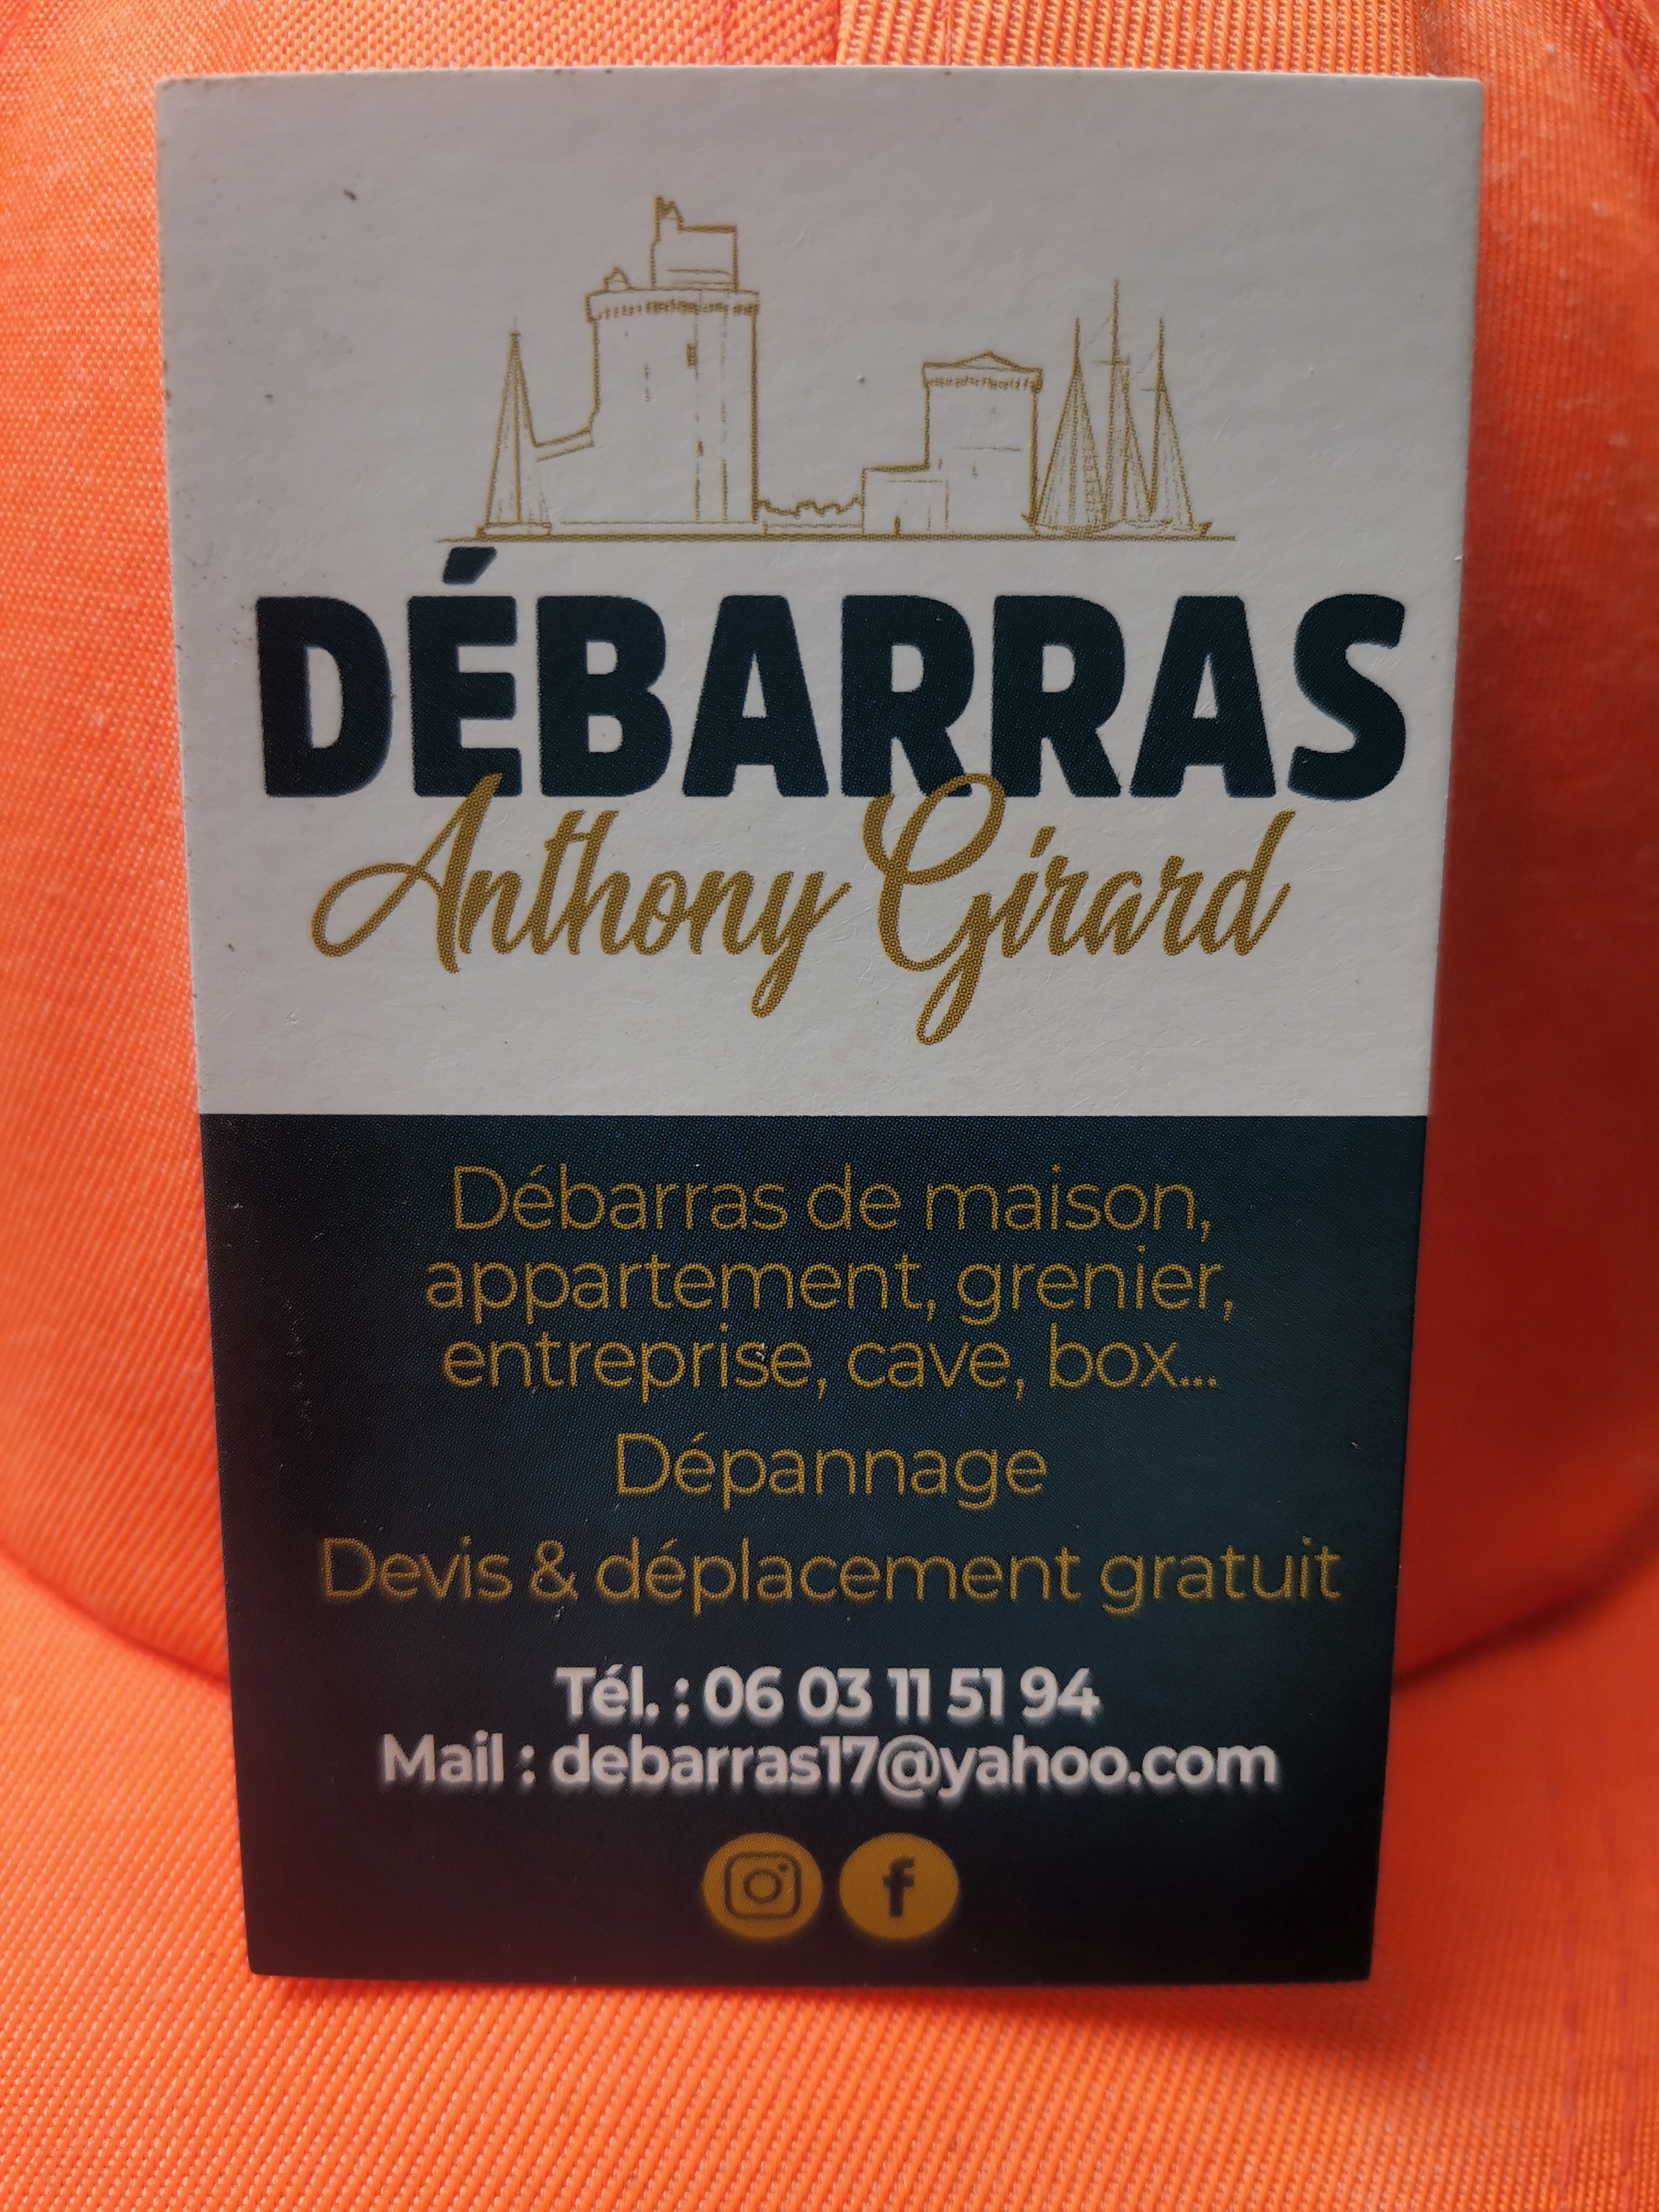 DÉBARRAS
Anthony Girard
Débarras de maison,
appartement, grenier,
entreprise, cave, box...
Dépannage
Devis & déplacement gratuit
Tél. : 06 03 11 51 94
Mail : debarras17@yahoo.com